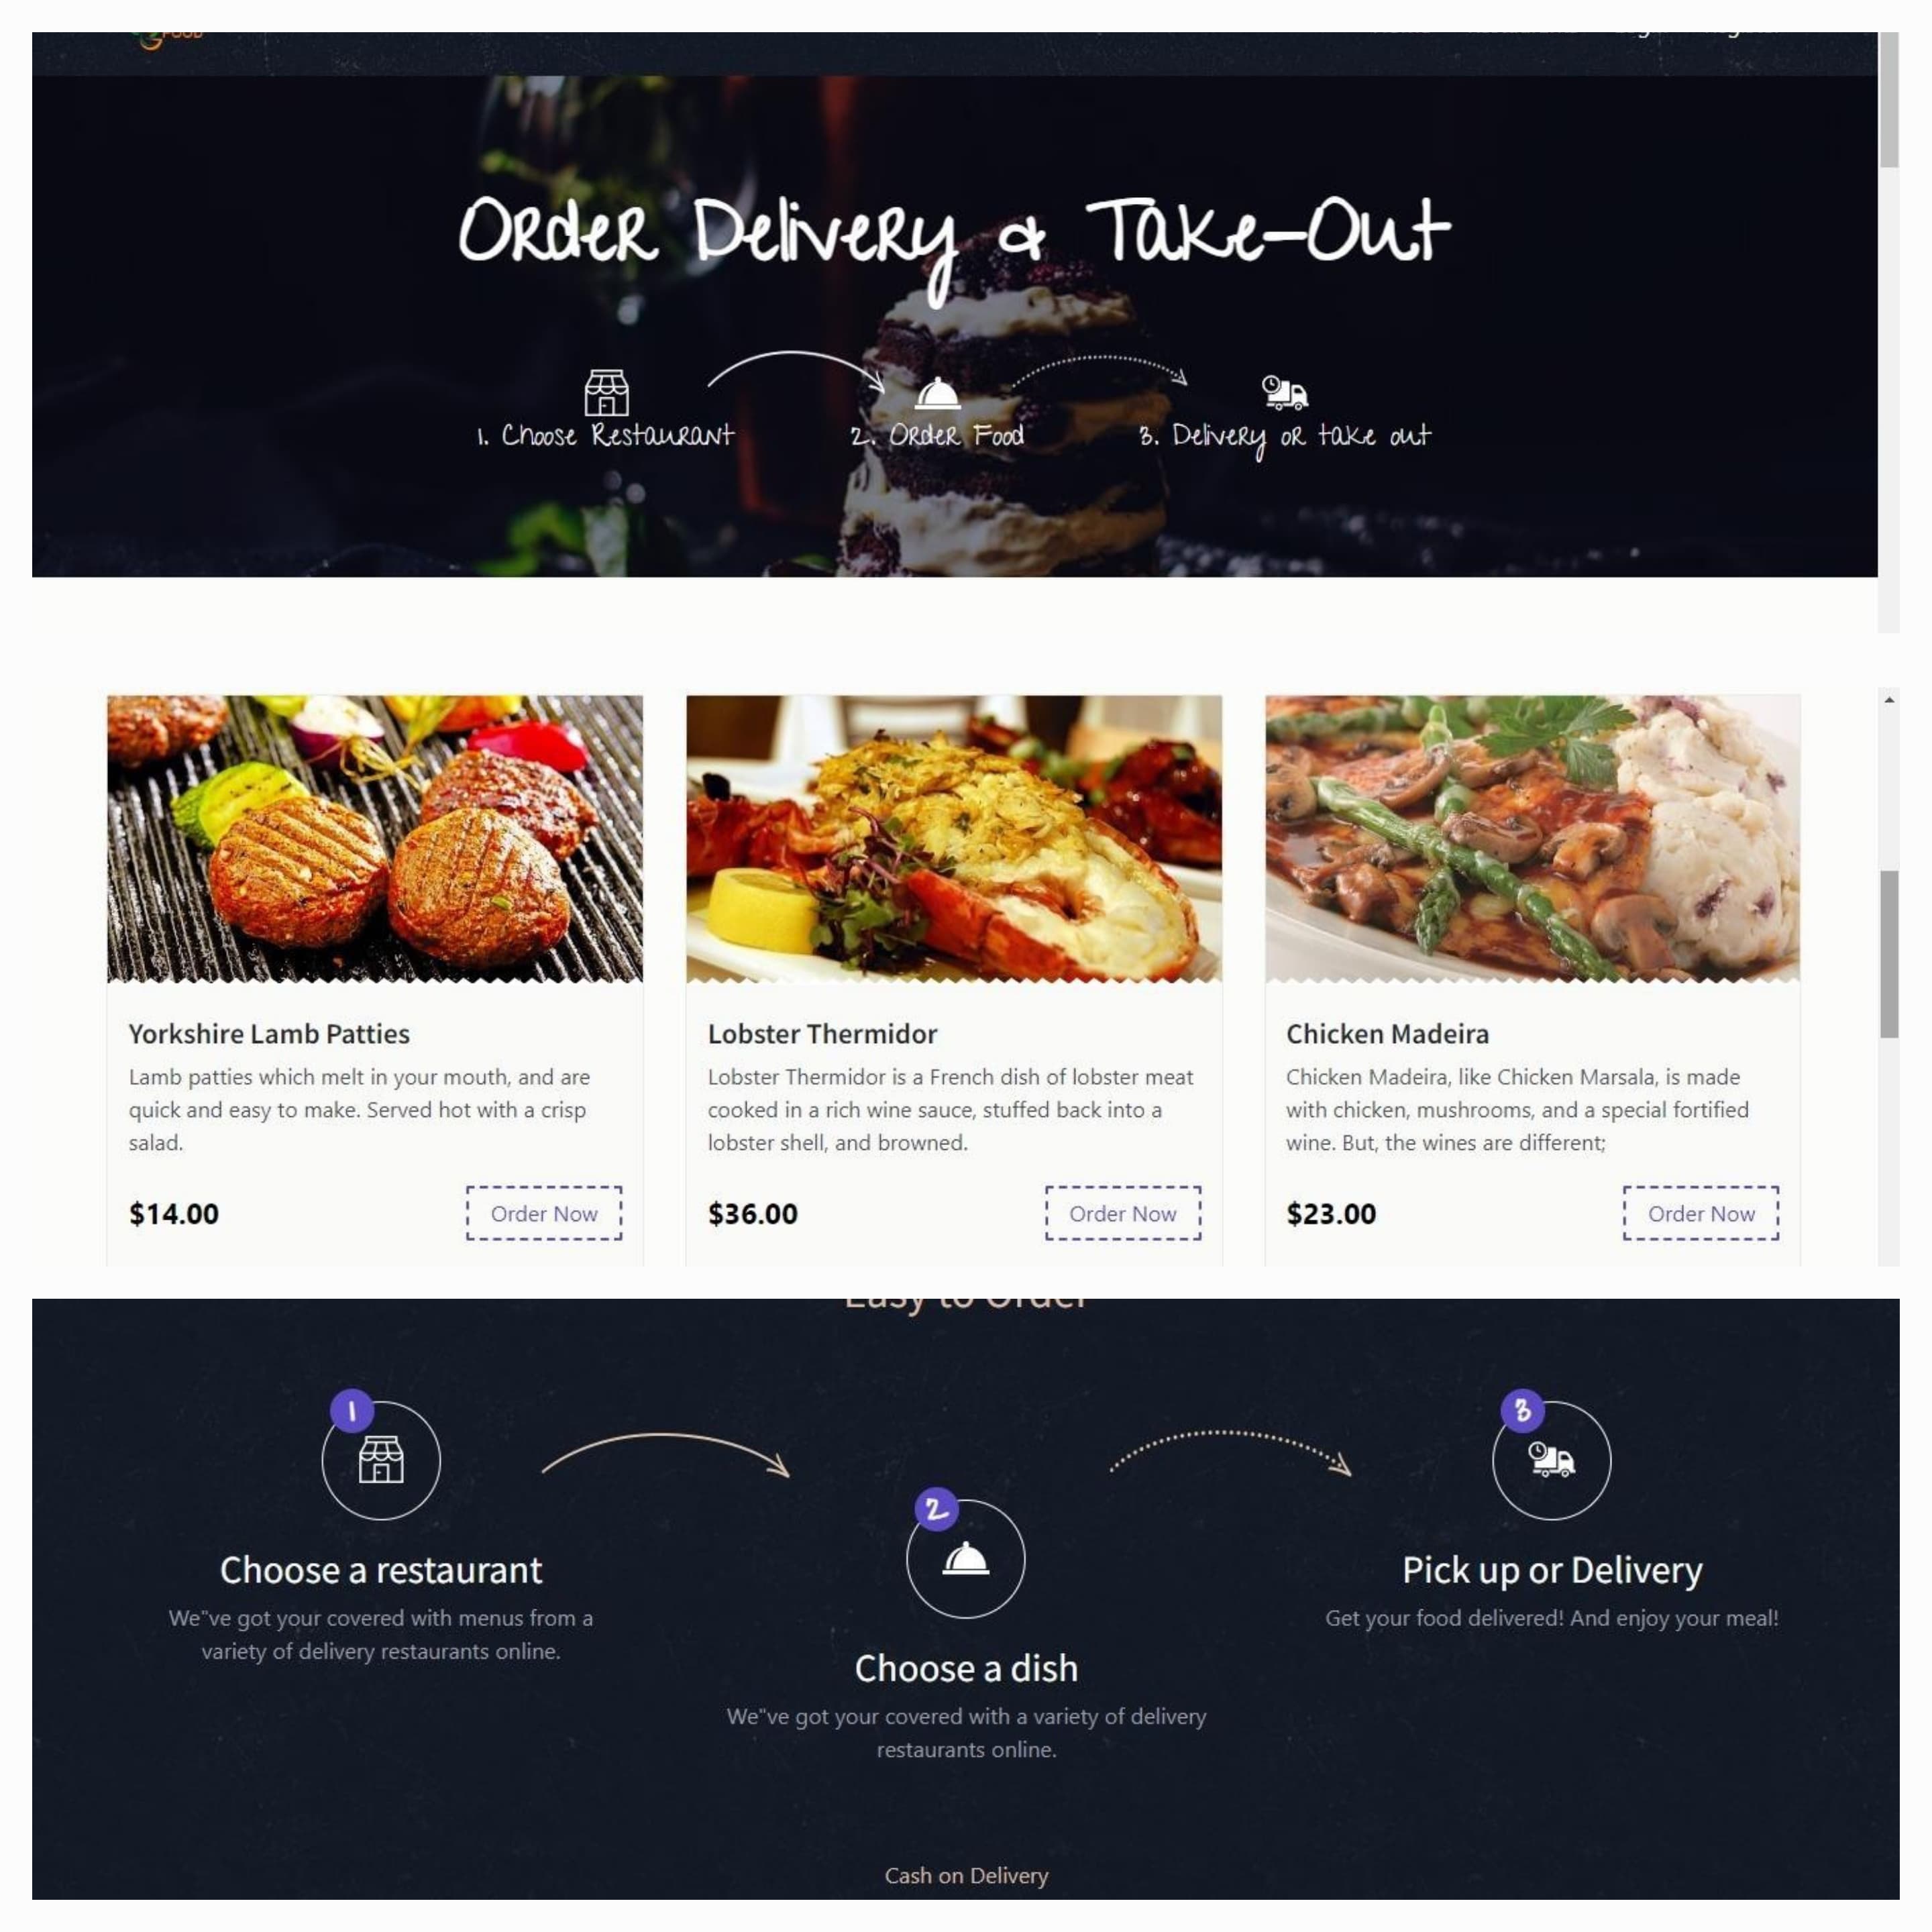 FOOD
Order Delivery & Take-Out
1. Choose Restaurant
2. Order Food
3. Delivery or take out
Yorkshire Lamb Patties
Lamb patties which melt in your mouth, and are
quick and easy to make. Served hot with a crisp
salad.
$14.00
Order Now
Lobster Thermidor
Lobster Thermidor is a French dish of lobster meat
cooked in a rich wine sauce, stuffed back into a
lobster shell, and browned.
$36.00
Order Now
Chicken Madeira
Chicken Madeira, like Chicken Marsala, is made
with chicken, mushrooms, and a special fortified
wine. But, the wines are different;
$23.00
Order Now
Easy to Order
1
Choose a restaurant
We"ve got your covered with menus from a
variety of delivery restaurants online.
2
Choose a dish
We"ve got your covered with a variety of delivery
restaurants online.
3
Pick up or Delivery
Get your food delivered! And enjoy your meal!
Cash on Delivery